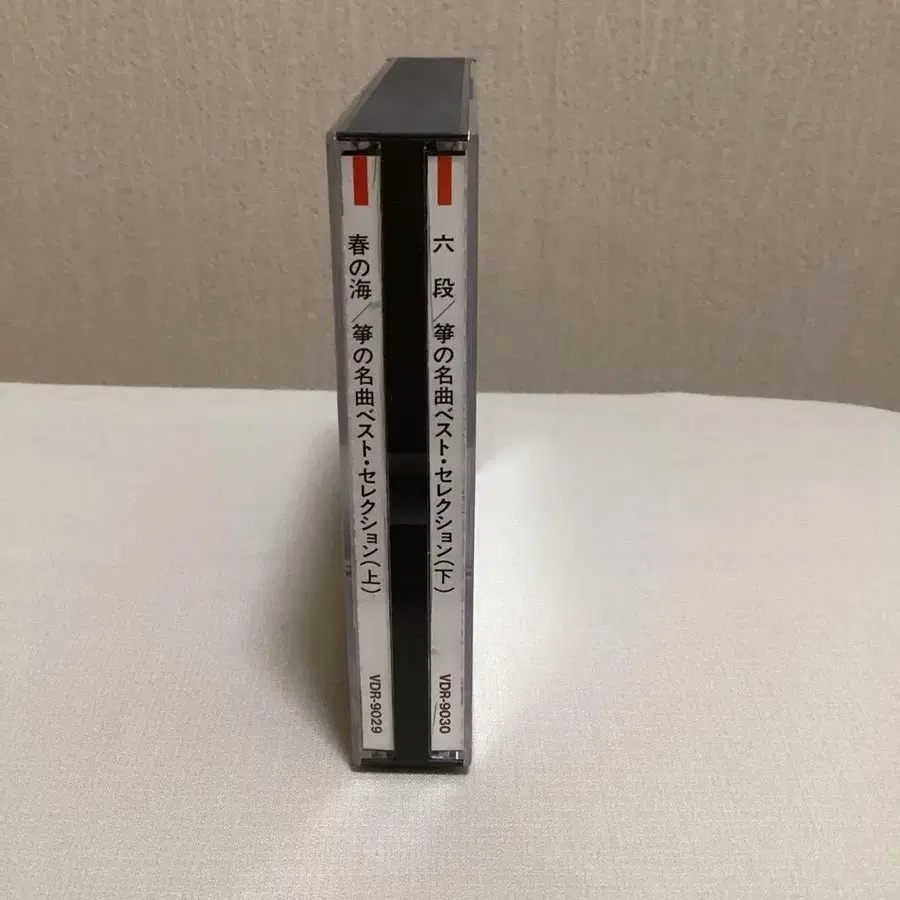 春の海／箏の名曲ベスト・セレクション（上）
VDR-9029
六 段／箏の名曲ベスト・セレクション（下）
VDR-9030